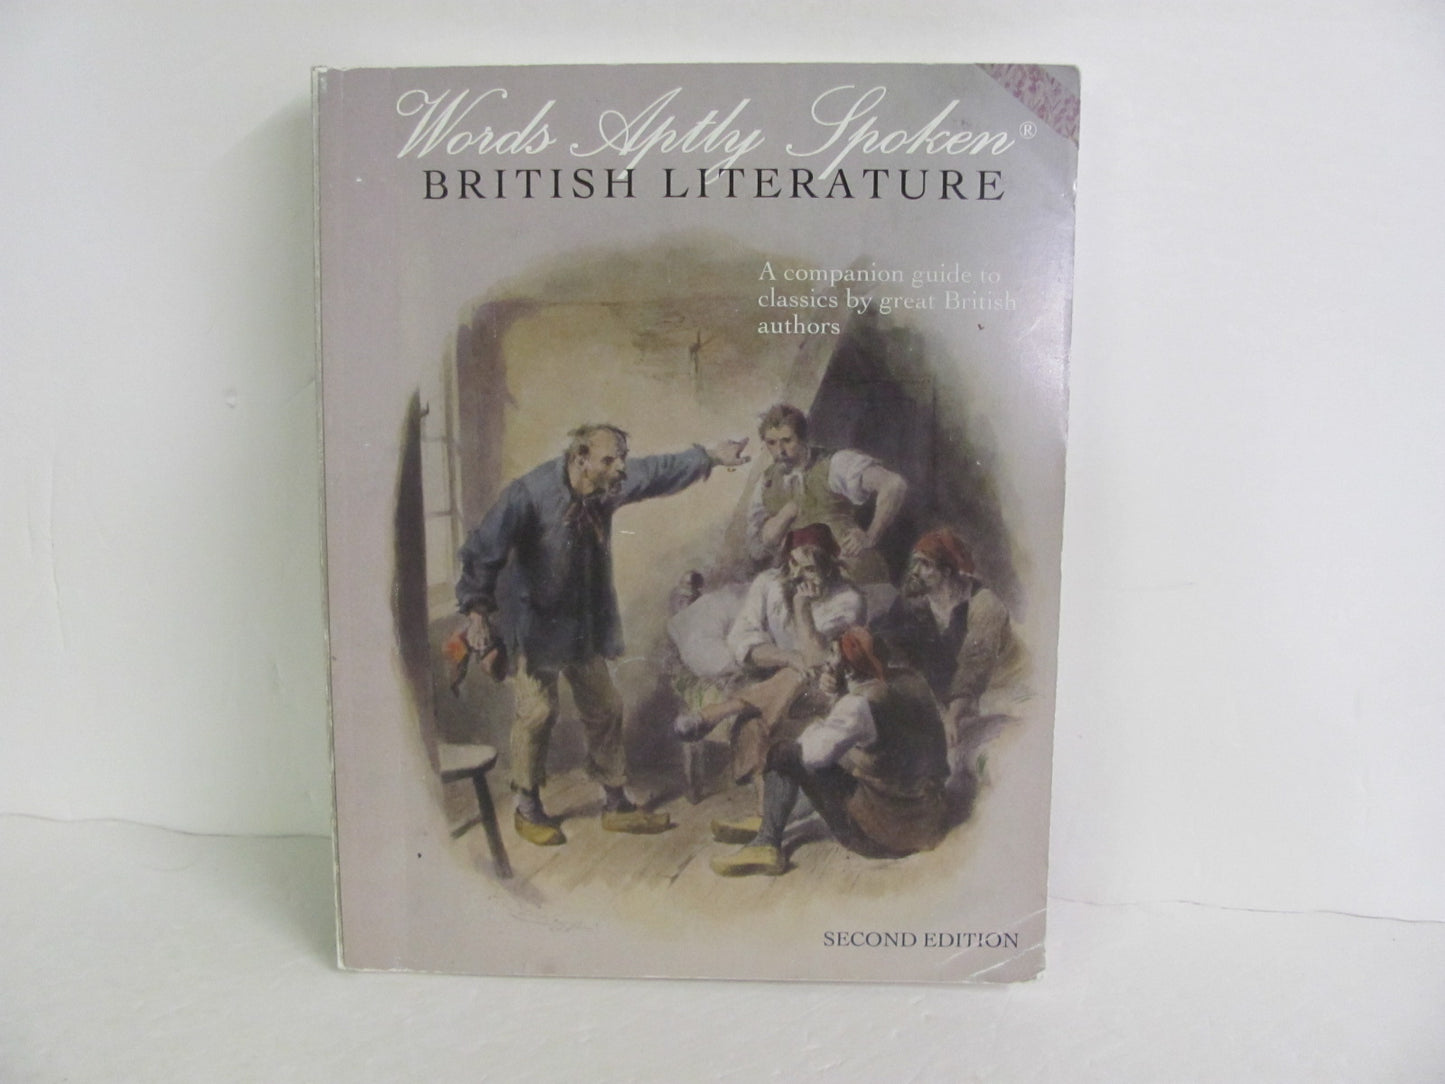 Words Aptly Spoken®
BRITISH LITERATURE
A companion guide to
classics by great British
authors
SECOND EDITION